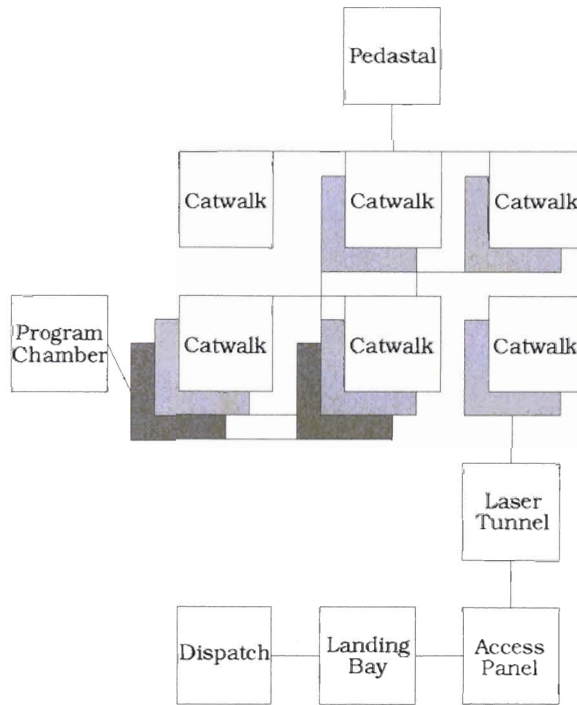 Pedastal
Catwalk
Catwalk
Catwalk
Program
Chamber
Catwalk
Catwalk
Catwalk
Laser
Tunnel
Dispatch
Landing
Bay
Access
Panel